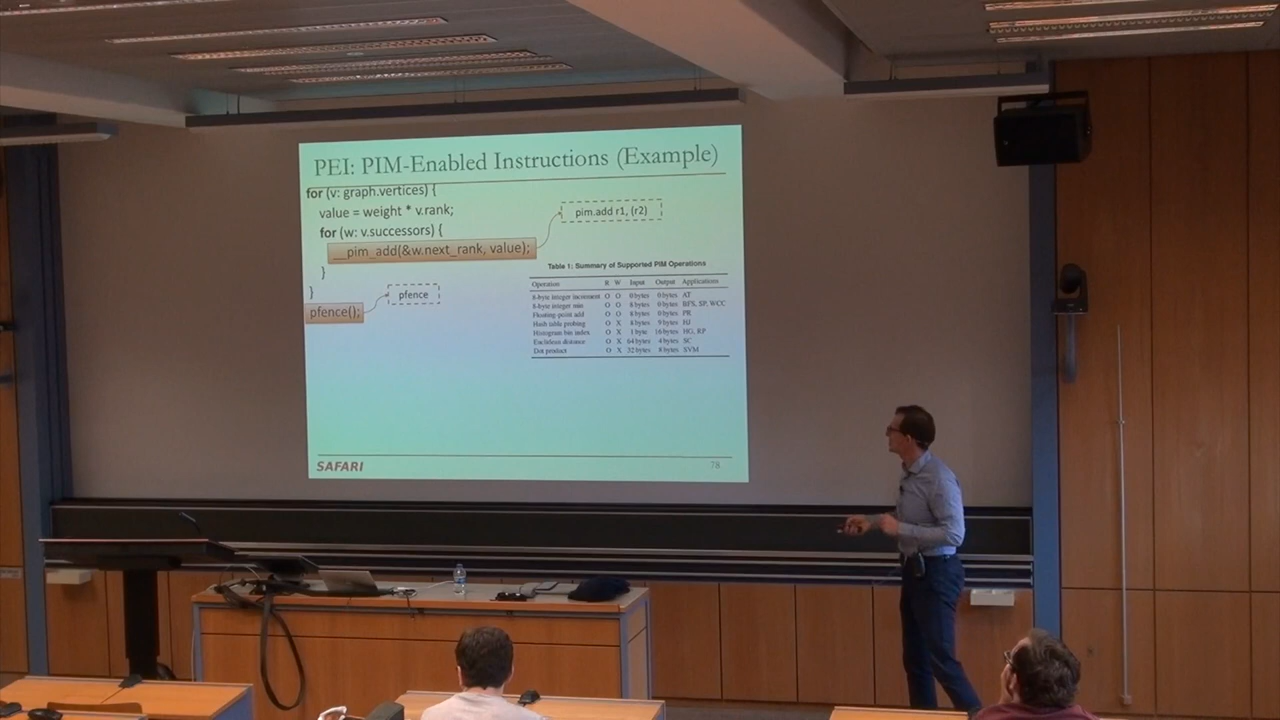 PEI: PIM-Enabled Instructions (Example)
for (v: graph.vertices) {
value = weight * v.rank;
for (w: v.successors) {
__pim_add(&w.next_rank, value);
}
}
pfence();
pim.add r1, (r2)
pfence
Table 1: Summary of Supported PIM Operations
Operation R W Input Output Applications
8-byte integer increment O O 0 bytes 0 bytes AT
8-byte integer min O O 8 bytes 0 bytes BFS, SP, WCC
Floating-point add O O 8 bytes 0 bytes PR
Hash table probing O X 8 bytes 9 bytes HJ
Histogram bin index O X 1 byte 16 bytes HG, RP
Euclidean distance O X 64 bytes 4 bytes SC
Dot product O X 32 bytes 8 bytes SVM
SAFARI
78